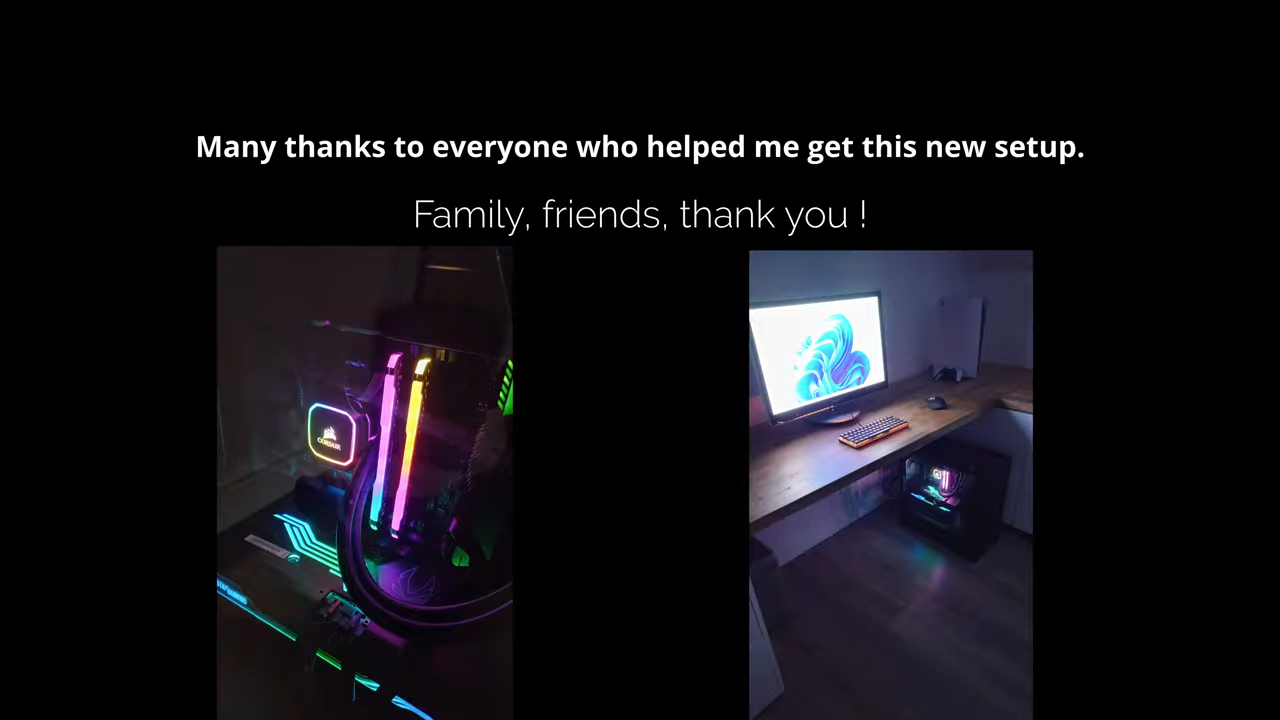 Many thanks to everyone who helped me get this new setup.
Family, friends, thank you !
CORSAIR